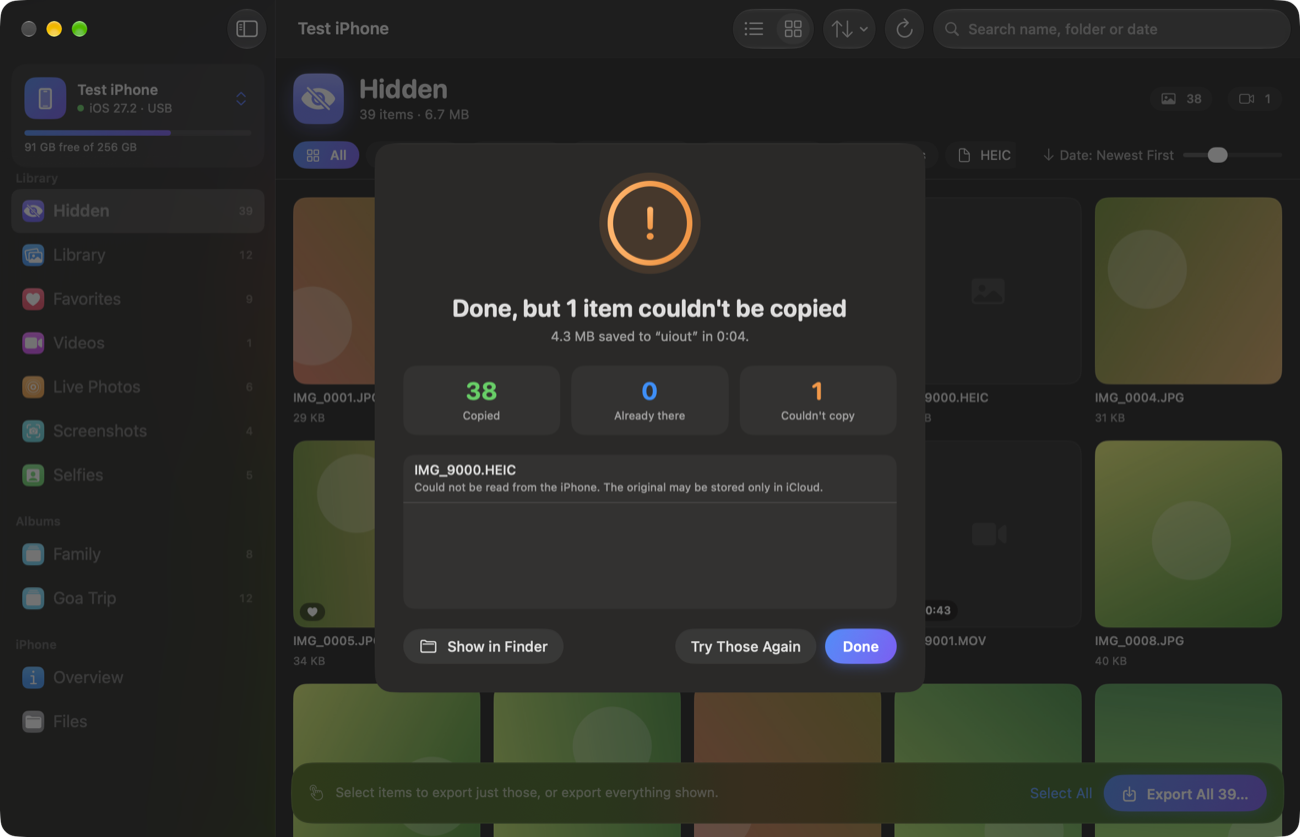 Test iPhone
Search name, folder or date
Test iPhone
iOS 27.2 · USB
91 GB free of 256 GB
Library
Hidden 39
Library 12
Favorites 9
Videos 1
Live Photos 6
Screenshots 4
Selfies 5
Albums
Family 8
Goa Trip 12
iPhone
Overview
Files
Hidden
39 items · 6.7 MB
38
1
All
HEIC
Date: Newest First
Done, but 1 item couldn't be copied
4.3 MB saved to “uiout” in 0:04.
38
Copied
0
Already there
1
Couldn't copy
IMG_9000.HEIC
Could not be read from the iPhone. The original may be stored only in iCloud.
Show in Finder
Try Those Again
Done
IMG_0001.JPG
29 KB
9000.HEIC
IMG_0004.JPG
31 KB
0:43
IMG_0005.JPG
34 KB
9001.MOV
IMG_0008.JPG
40 KB
Select items to export just those, or export everything shown.
Select All
Export All 39...